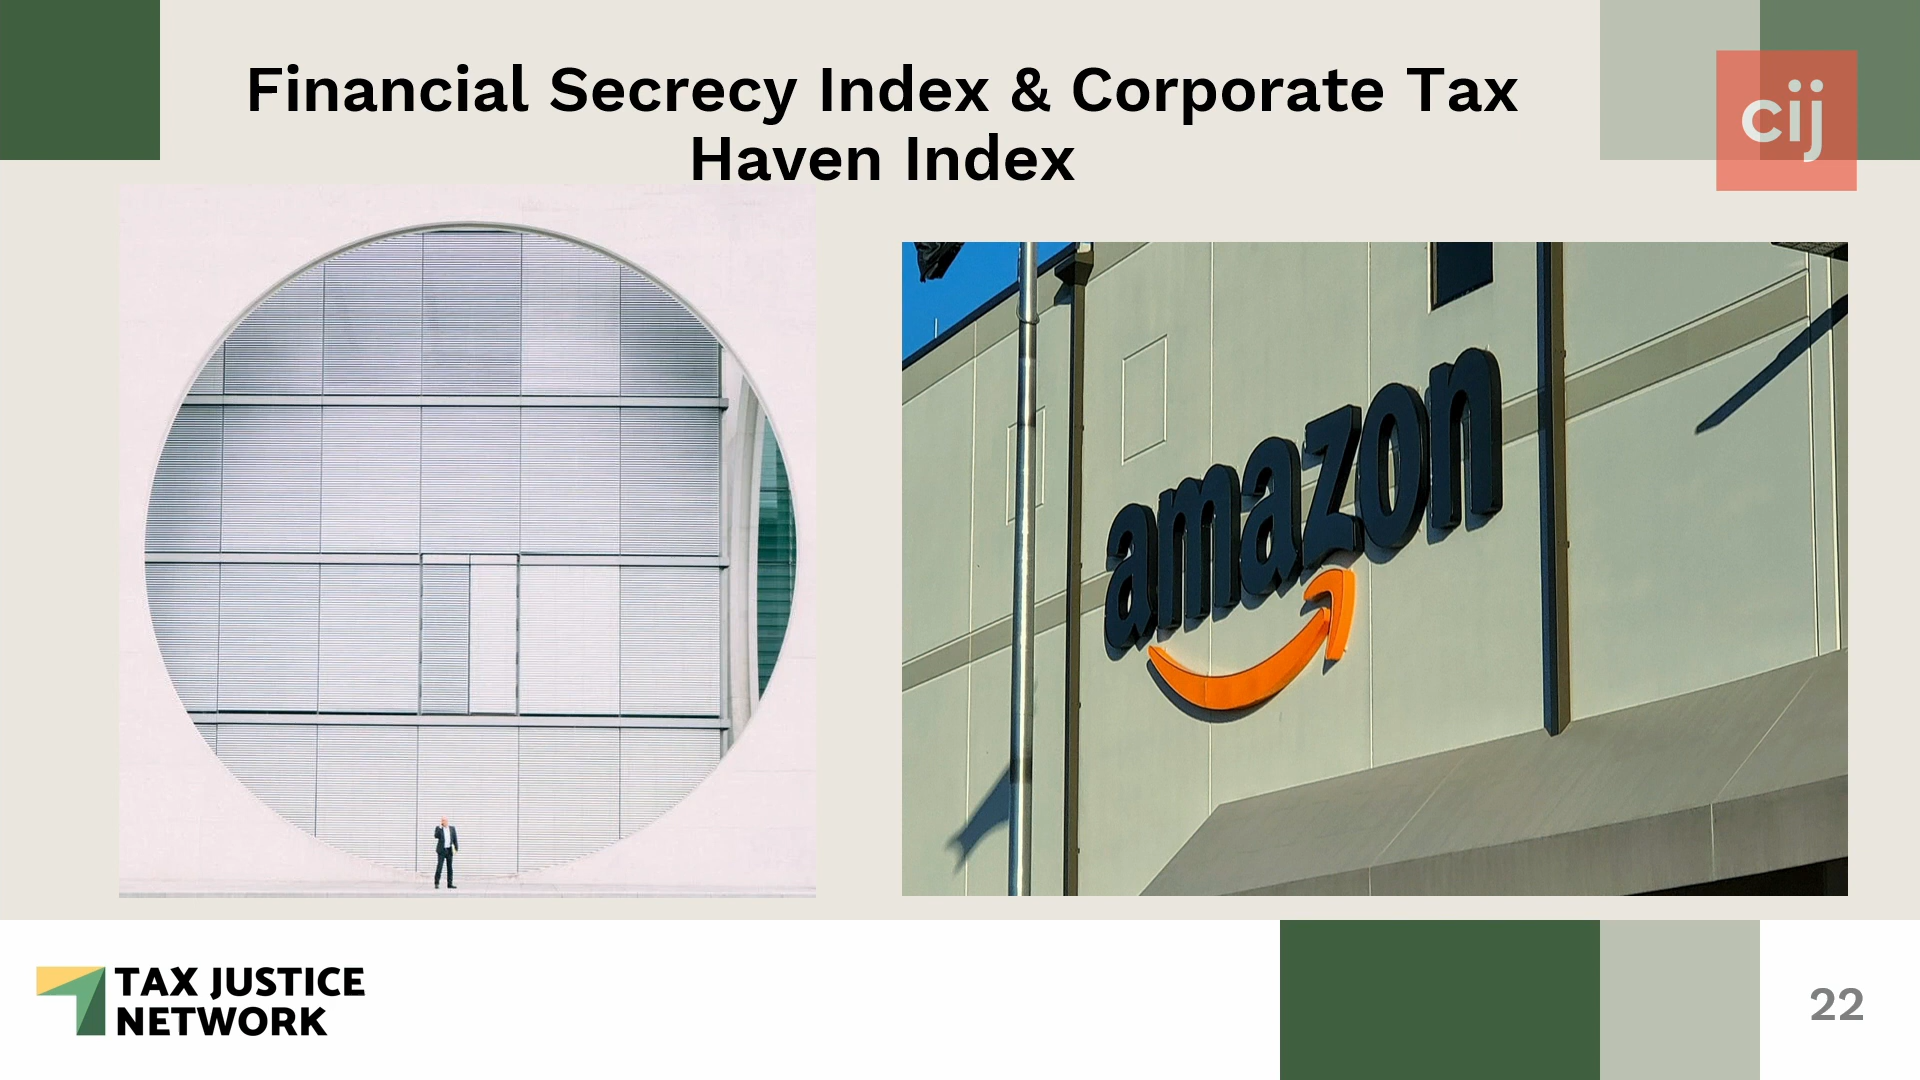 Financial Secrecy Index & Corporate Tax
Haven Index
cij
amazon
TAX JUSTICE
NETWORK
22